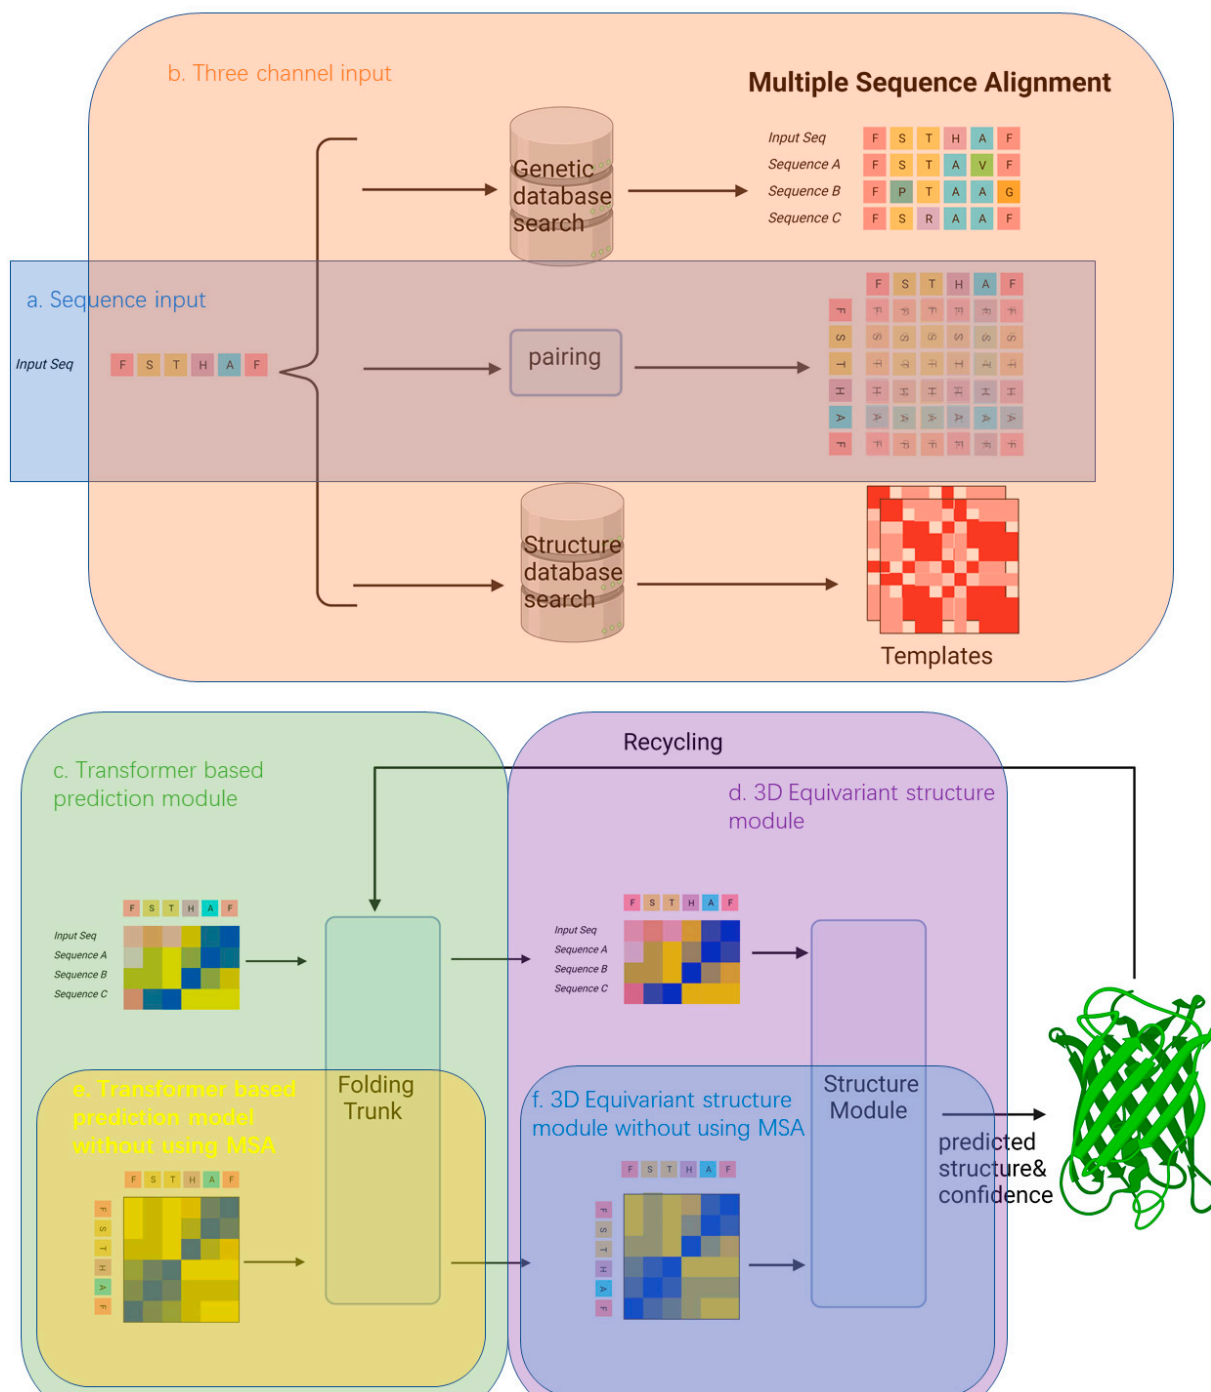 b. Three channel input
Multiple Sequence Alignment
Input Seq F S T H A F
Sequence A F S T A V F
Sequence B F P T A A G
Sequence C F S R A A F
Genetic
database
search
a. Sequence input
Input Seq F S T H A F
pairing
F S T H A F
F
S
T
H
A
F
Structure
database
search
Templates
Recycling
c. Transformer based
prediction module
d. 3D Equivariant structure
module
F S T H A F
Input Seq
Sequence A
Sequence B
Sequence C
F S T H A F
Input Seq
Sequence A
Sequence B
Sequence C
e. Transformer based
prediction model
without using MSA
Folding
Trunk
f. 3D Equivariant structure
module without using MSA
Structure
Module
F S T H A F
F
S
T
H
A
F
F S T H A F
F
S
T
H
A
F
predicted
structure&
confidence